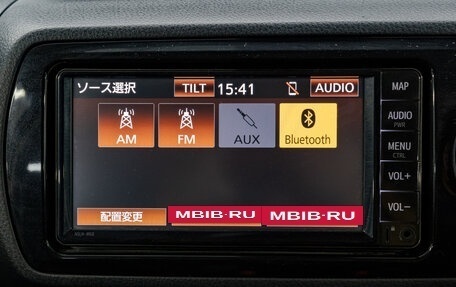 ソース選択 TILT 15:41 AUDIO
AM FM AUX Bluetooth
配置変更 MBIB·RU MBIB·RU
MAP
AUDIO
PWR
MENU
CTRL
VOL+
VOL−